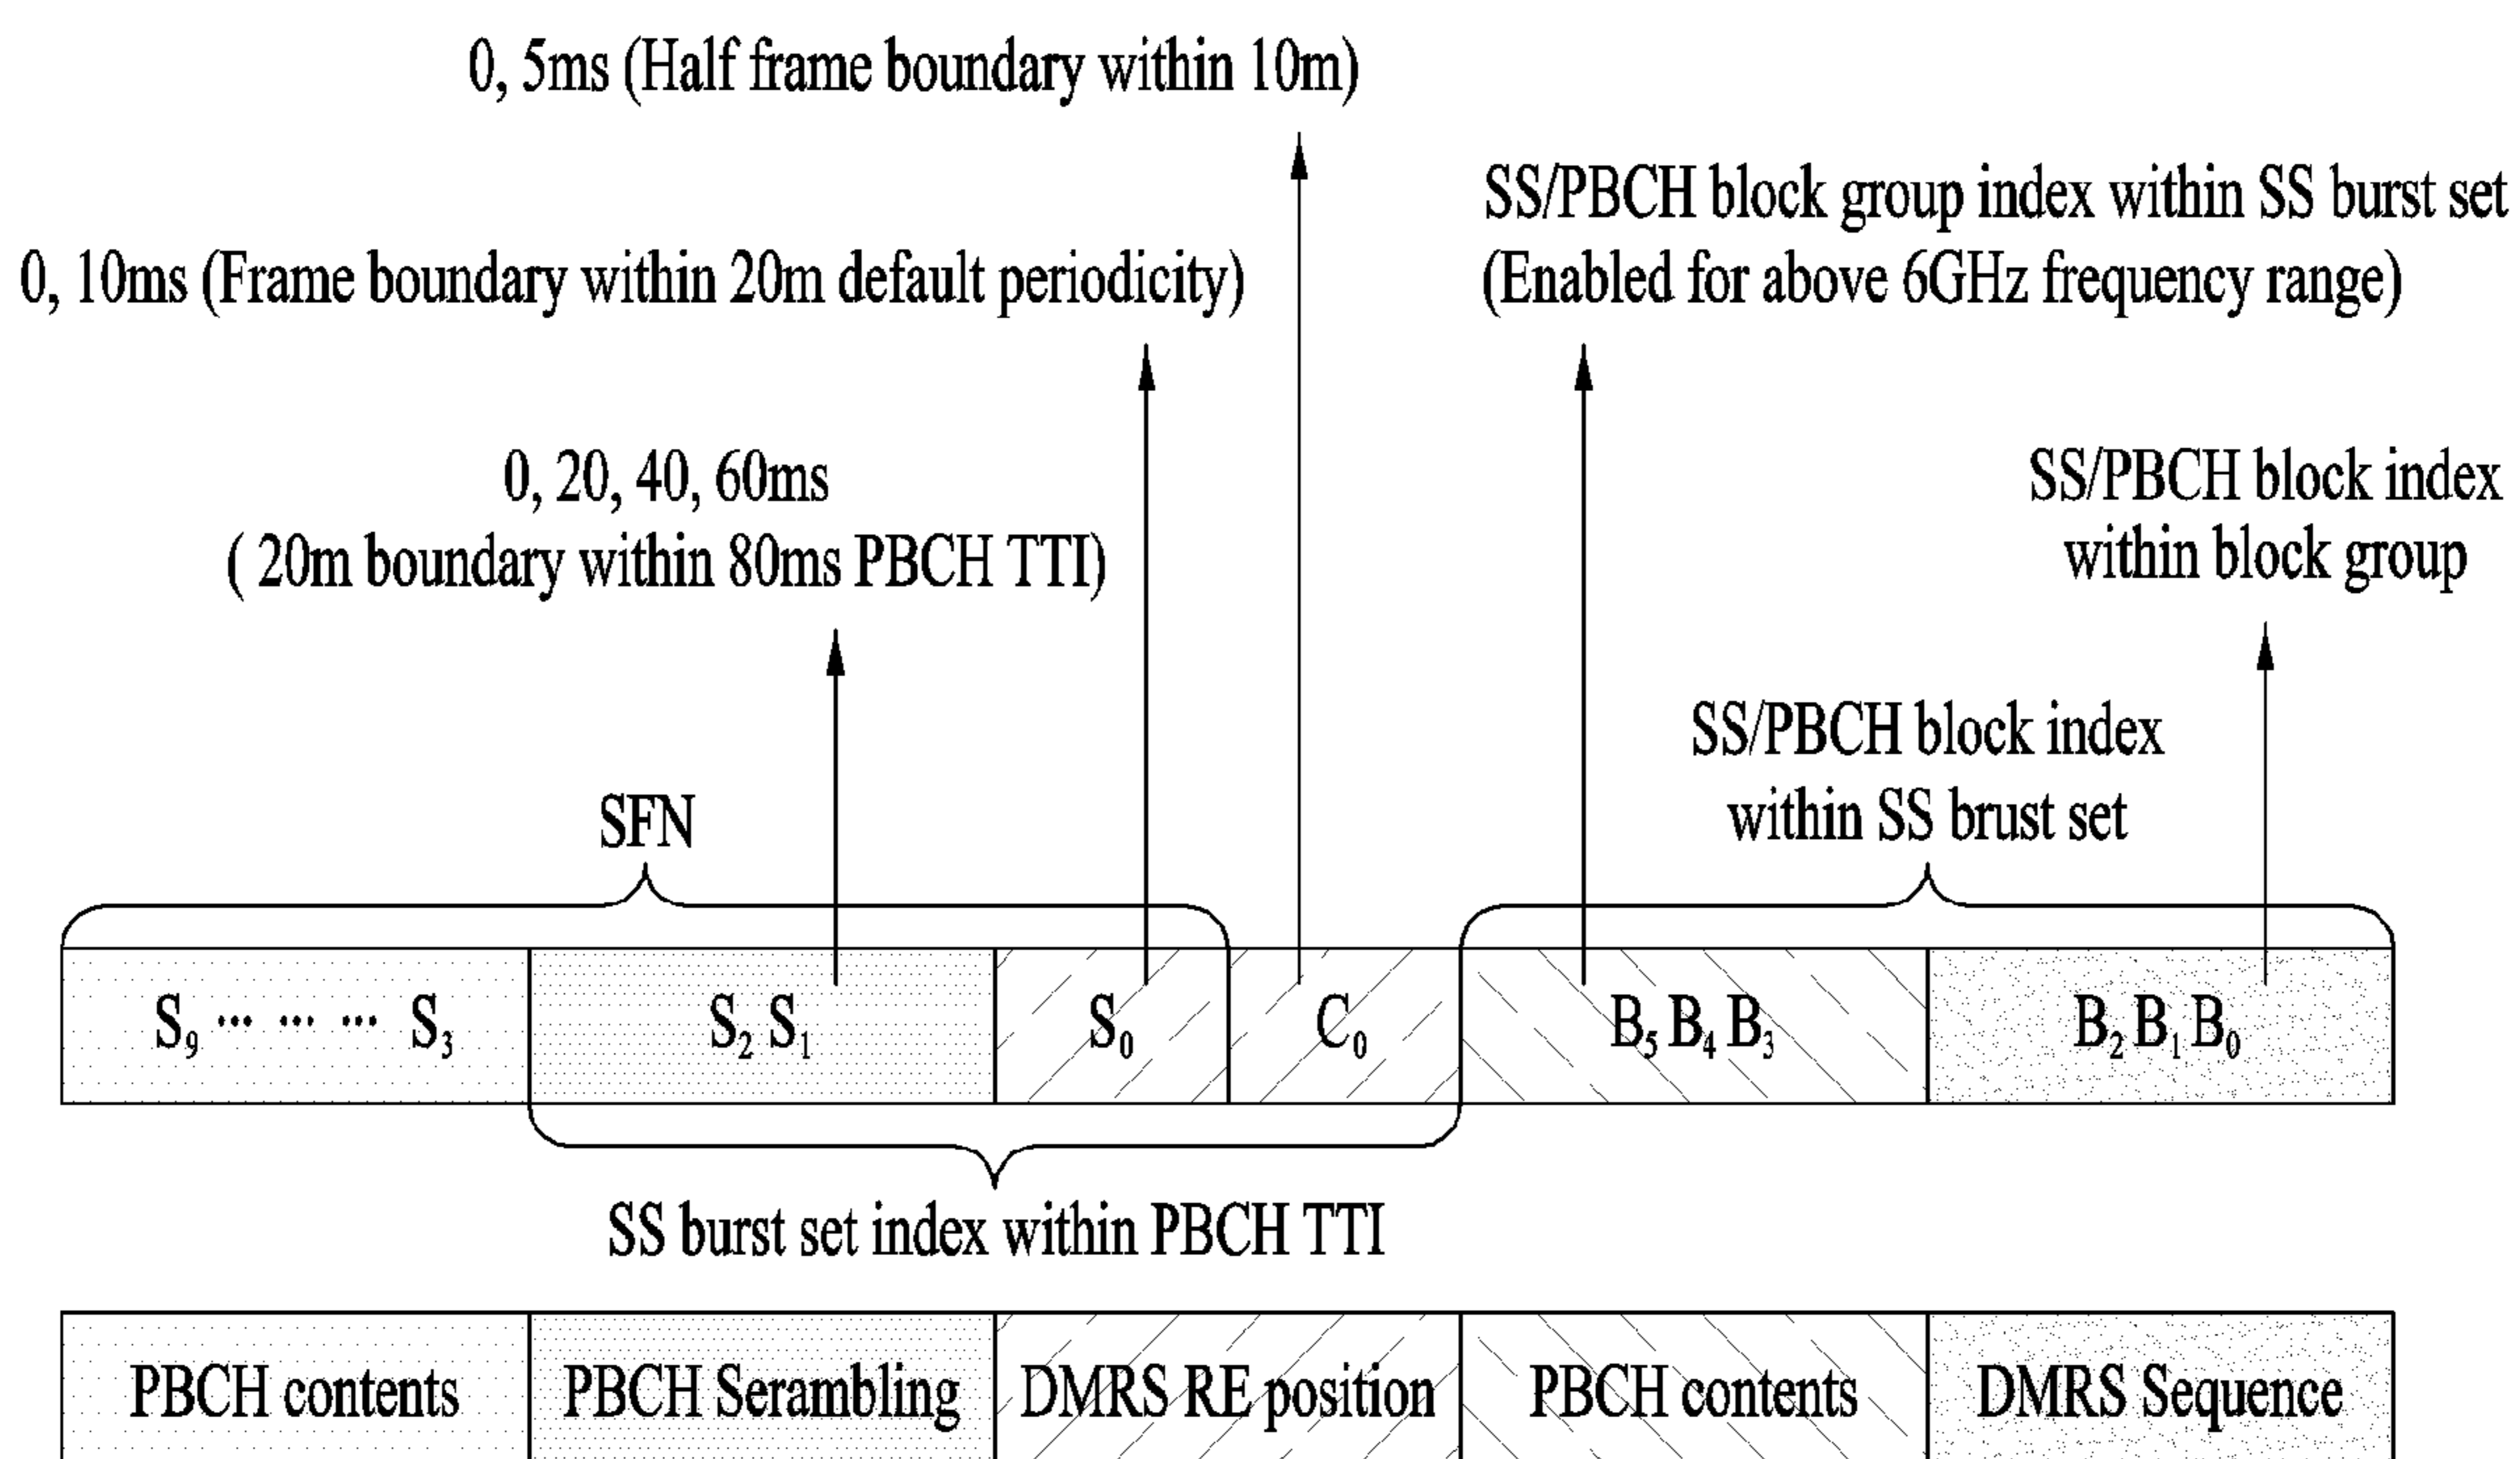 0, 5ms (Half frame boundary within 10m)
SS/PBCH block group index within SS burst set
(Enabled for above 6GHz frequency range)
0, 10ms (Frame boundary within 20m default periodicity)
0, 20, 40, 60ms
( 20m boundary within 80ms PBCH TTI)
SS/PBCH block index
within block group
SS/PBCH block index
within SS brust set
SFN
S₉ ··· ··· ··· S₃
S₂ S₁
S₀
C₀
B₅ B₄ B₃
B₂ B₁ B₀
SS burst set index within PBCH TTI
PBCH contents
PBCH Serambling
DMRS RE position
PBCH contents
DMRS Sequence